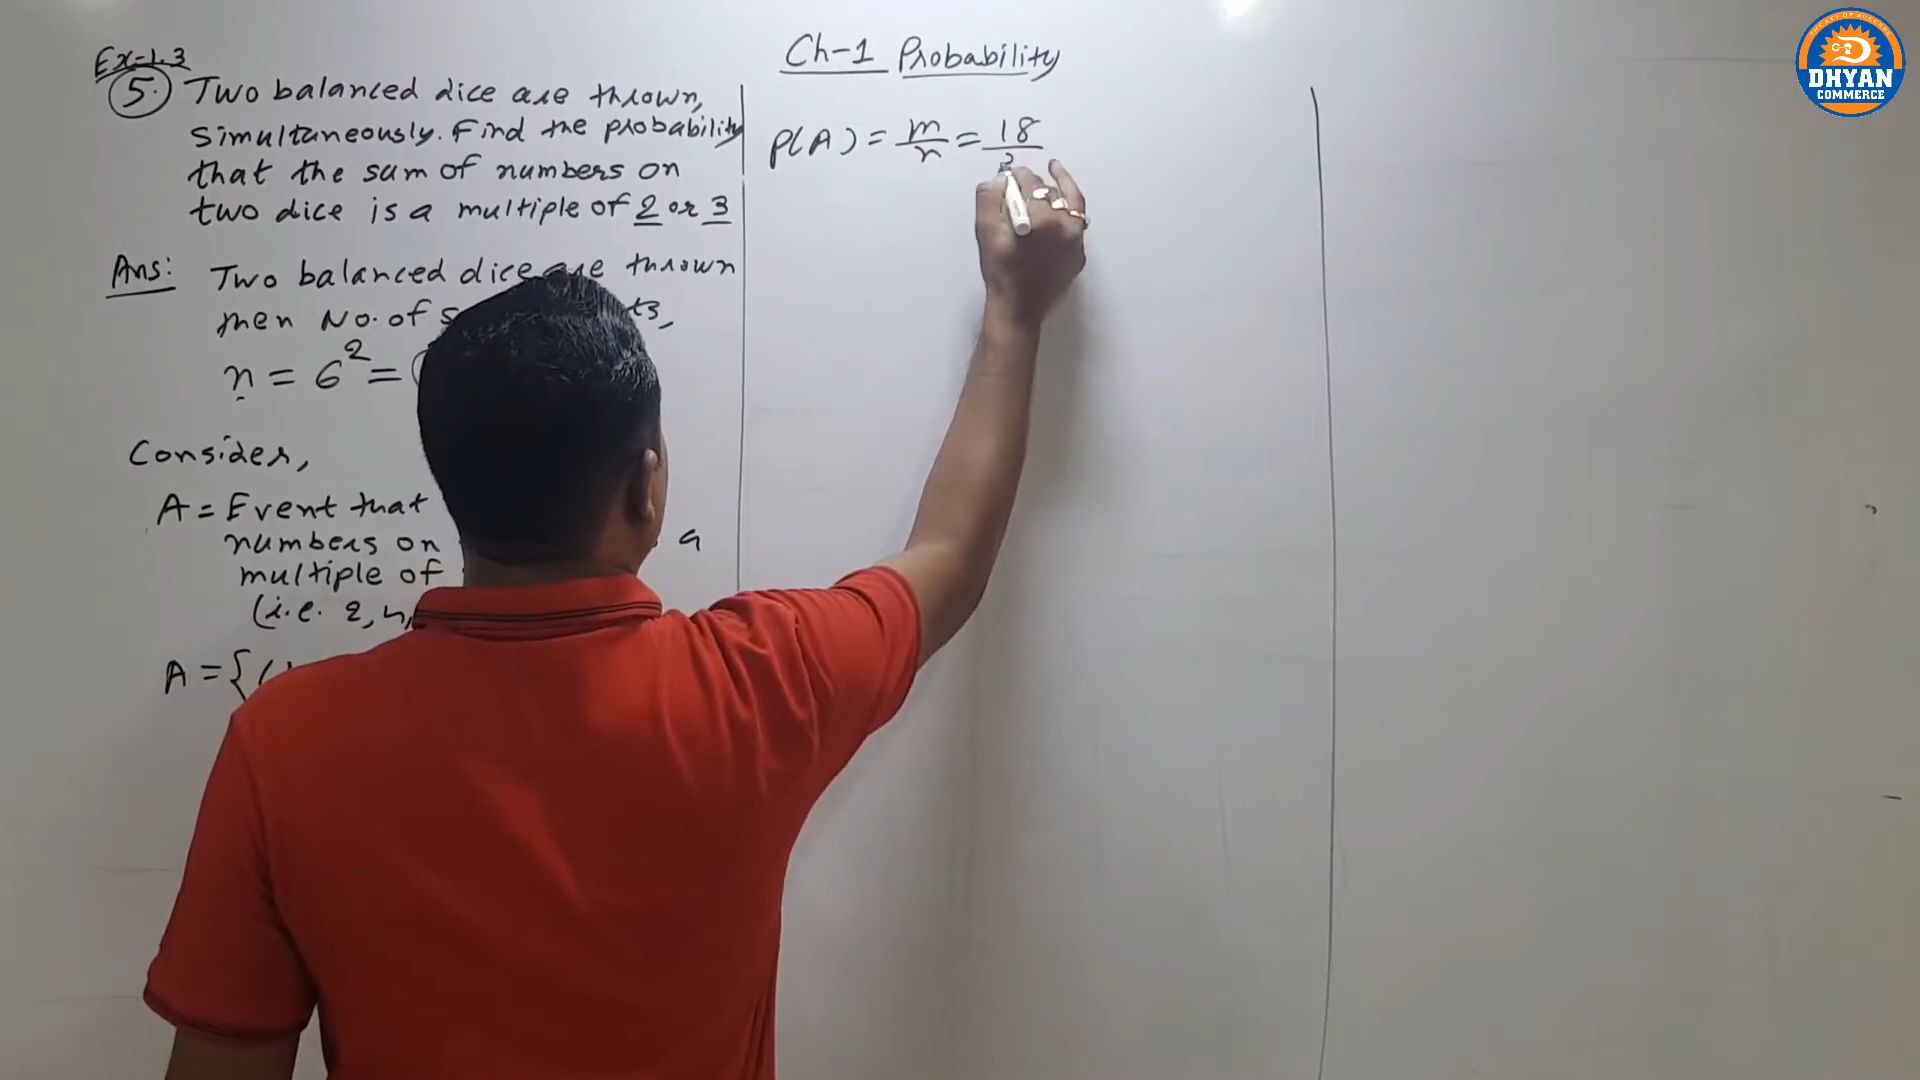 Ch-1 Probability
Ex-1.3
5. Two balanced dice are thrown,
simultaneously. Find the probability
that the sum of numbers on
two dice is a multiple of 2 or 3
Ans: Two balanced dice are thrown
then No. of
n = 6² =
Consider,
A = Event that
numbers on a
multiple of
(i.e. 2, 4,
A = {(
P(A) = m/n = 18/3
DHYAN
COMMERCE